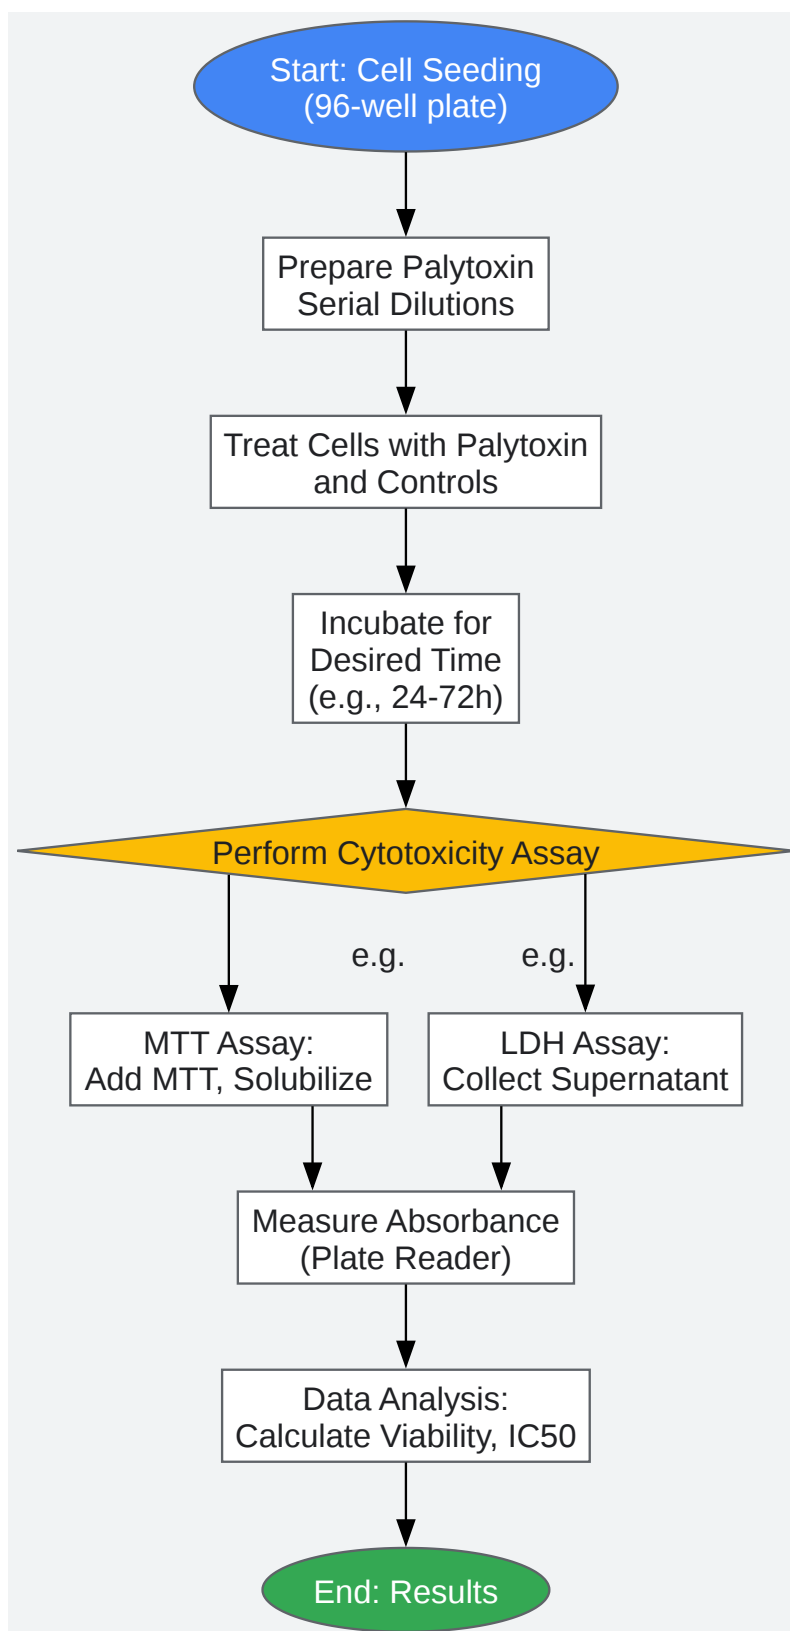 Start: Cell Seeding
(96-well plate)
Prepare Palytoxin
Serial Dilutions
Treat Cells with Palytoxin
and Controls
Incubate for
Desired Time
(e.g., 24-72h)
Perform Cytotoxicity Assay
e.g.
e.g.
MTT Assay:
Add MTT, Solubilize
LDH Assay:
Collect Supernatant
Measure Absorbance
(Plate Reader)
Data Analysis:
Calculate Viability, IC50
End: Results